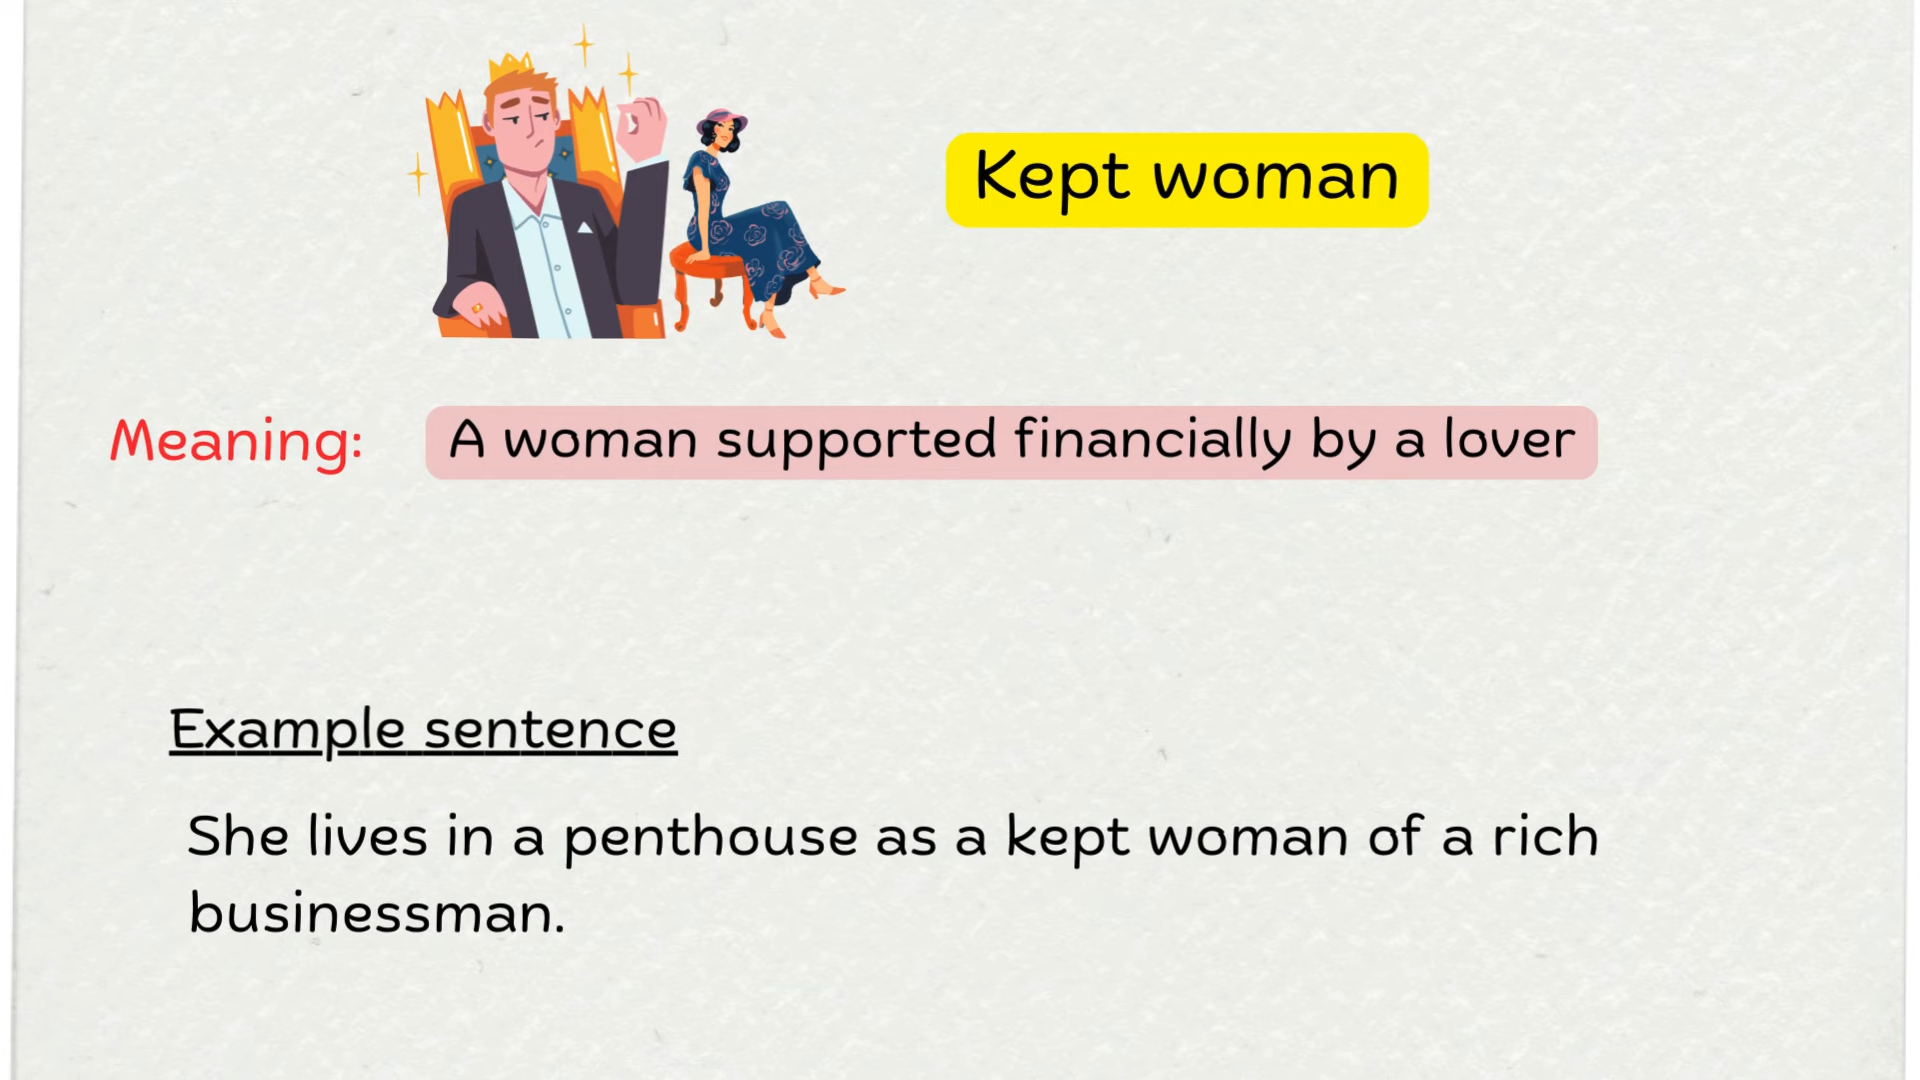 Kept woman
Meaning: A woman supported financially by a lover
Example sentence
She lives in a penthouse as a kept woman of a rich
businessman.